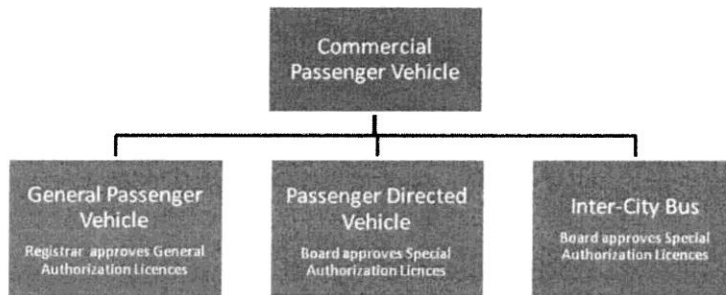 Commercial
Passenger Vehicle
General Passenger
Vehicle
Registrar approves General
Authorization Licences
Passenger Directed
Vehicle
Board approves Special
Authorization Licences
Inter-City Bus
Board approves Special
Authorization Licences